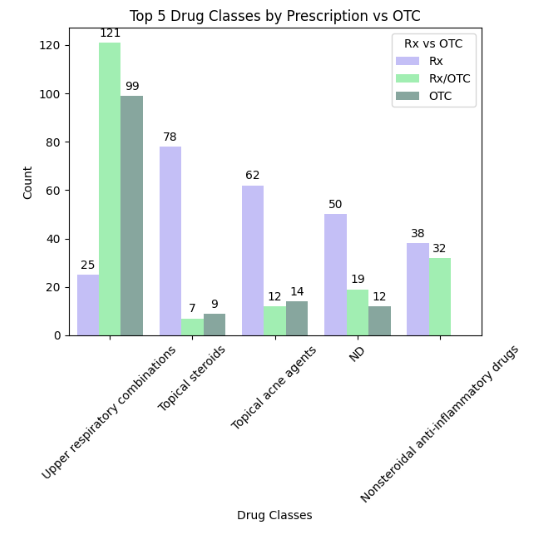 Top 5 Drug Classes by Prescription vs OTC
Rx vs OTC
Rx
Rx/OTC
OTC
Count
120
100
80
60
40
20
0
25
121
99
78
7
9
62
12
14
50
19
12
38
32
Upper respiratory combinations
Topical steroids
Topical acne agents
ND
Nonsteroidal anti-inflammatory drugs
Drug Classes